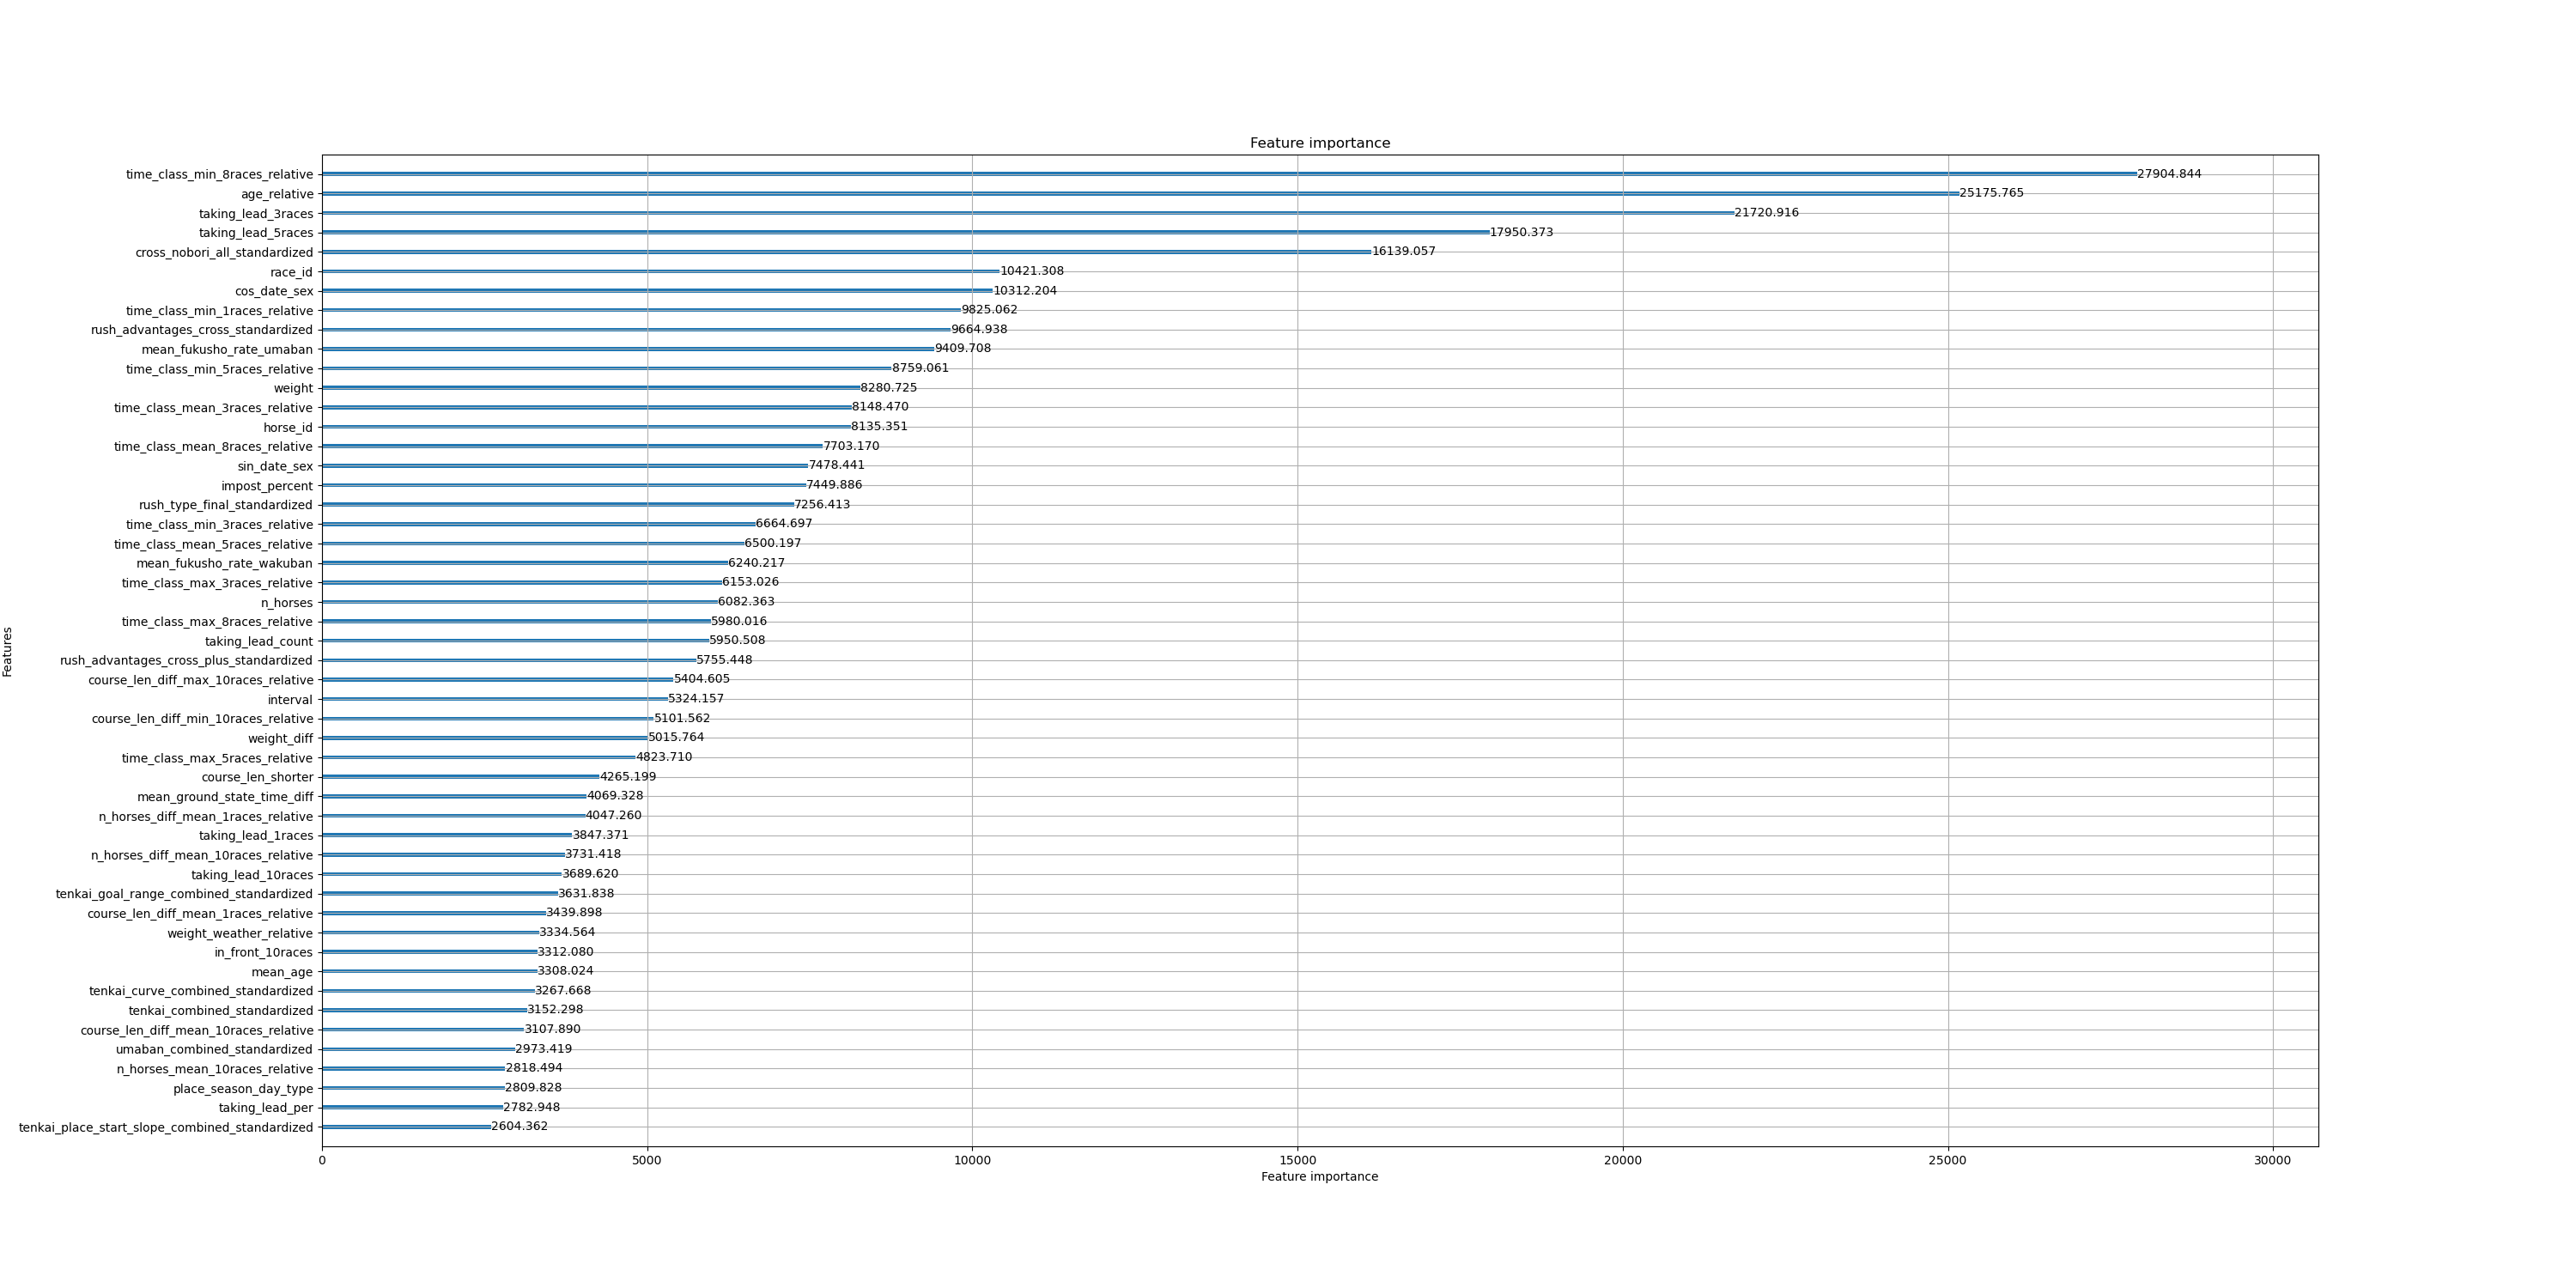 Feature importance
time_class_min_8races_relative 27904.844
age_relative 25175.765
taking_lead_3races 21720.916
taking_lead_5races 17950.373
cross_nobori_all_standardized 16139.057
race_id 10421.308
cos_date_sex 10312.204
time_class_min_1races_relative 9825.062
rush_advantages_cross_standardized 9664.938
mean_fukusho_rate_umaban 9409.708
time_class_min_5races_relative 8759.061
weight 8280.725
time_class_mean_3races_relative 8148.470
horse_id 8135.351
time_class_mean_8races_relative 7703.170
sin_date_sex 7478.441
impost_percent 7449.886
rush_type_final_standardized 7256.413
time_class_min_3races_relative 6664.697
time_class_mean_5races_relative 6500.197
mean_fukusho_rate_wakuban 6240.217
time_class_max_3races_relative 6153.026
n_horses 6082.363
time_class_max_8races_relative 5980.016
taking_lead_count 5950.508
rush_advantages_cross_plus_standardized 5755.448
course_len_diff_max_10races_relative 5404.605
interval 5324.157
course_len_diff_min_10races_relative 5101.562
weight_diff 5015.764
time_class_max_5races_relative 4823.710
course_len_shorter 4265.199
mean_ground_state_time_diff 4069.328
n_horses_diff_mean_1races_relative 4047.260
taking_lead_1races 3847.371
n_horses_diff_mean_10races_relative 3731.418
taking_lead_10races 3689.620
tenkai_goal_range_combined_standardized 3631.838
course_len_diff_mean_1races_relative 3439.898
weight_weather_relative 3334.564
in_front_10races 3312.080
mean_age 3308.024
tenkai_curve_combined_standardized 3267.668
tenkai_combined_standardized 3152.298
course_len_diff_mean_10races_relative 3107.890
umaban_combined_standardized 2973.419
n_horses_mean_10races_relative 2818.494
place_season_day_type 2809.828
taking_lead_per 2782.948
tenkai_place_start_slope_combined_standardized 2604.362
Features
0 5000 10000 15000 20000 25000 30000
Feature importance